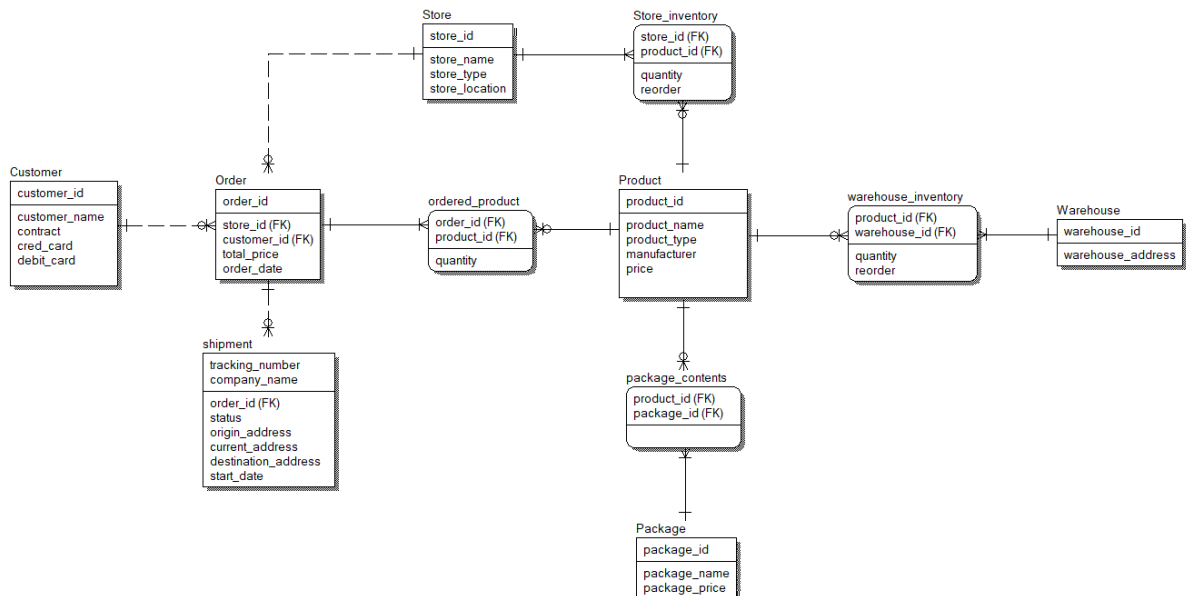 Store
store_id
store_name
store_type
store_location
Store_inventory
store_id (FK)
product_id (FK)
quantity
reorder
Customer
customer_id
customer_name
contract
cred_card
debit_card
Order
order_id
store_id (FK)
customer_id (FK)
total_price
order_date
ordered_product
order_id (FK)
product_id (FK)
quantity
Product
product_id
product_name
product_type
manufacturer
price
warehouse_inventory
product_id (FK)
warehouse_id (FK)
quantity
reorder
Warehouse
warehouse_id
warehouse_address
shipment
tracking_number
company_name
order_id (FK)
status
origin_address
current_address
destination_address
start_date
package_contents
product_id (FK)
package_id (FK)
Package
package_id
package_name
package_price